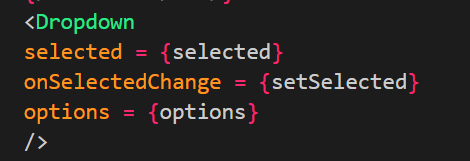 <Dropdown
selected = {selected}
onSelectedChange = {setSelected}
options = {options}
/>